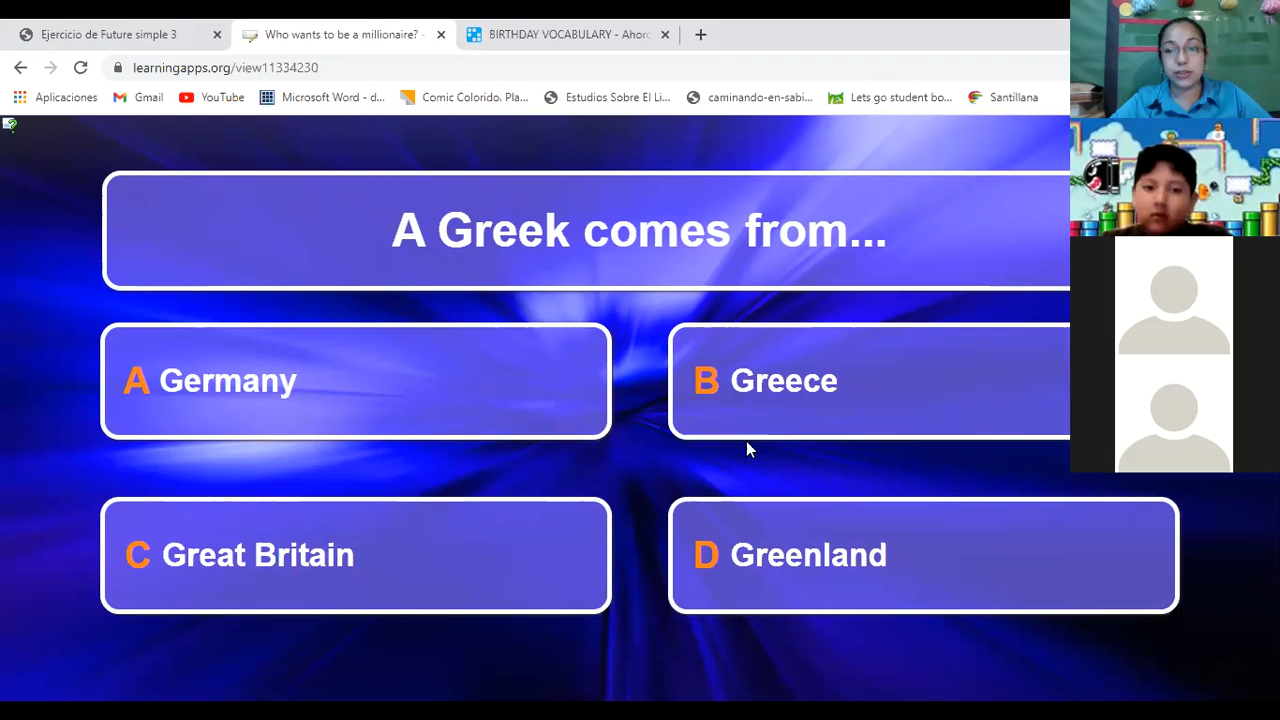 Ejercicio de Future simple 3
Who wants to be a millionaire? -
BIRTHDAY VOCABULARY - Ahorc
learningapps.org/view11334230
Aplicaciones
Gmail
YouTube
Microsoft Word - d...
Comic Colorido. Pla...
Estudios Sobre El Li...
caminando-en-sabi...
Lets go student bo...
Santillana
A Greek comes from...
A Germany
B Greece
C Great Britain
D Greenland